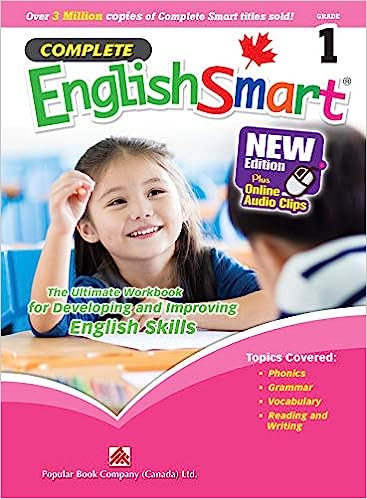 Over 3 Million copies of Complete Smart titles sold!
GRADE
1
COMPLETE
EnglishSmart®
NEW
Edition
Plus
Online
Audio Clips
The Ultimate Workbook
for Developing and Improving
English Skills
Topics Covered:
• Phonics
• Grammar
• Vocabulary
• Reading and
Writing
Popular Book Company (Canada) Ltd.